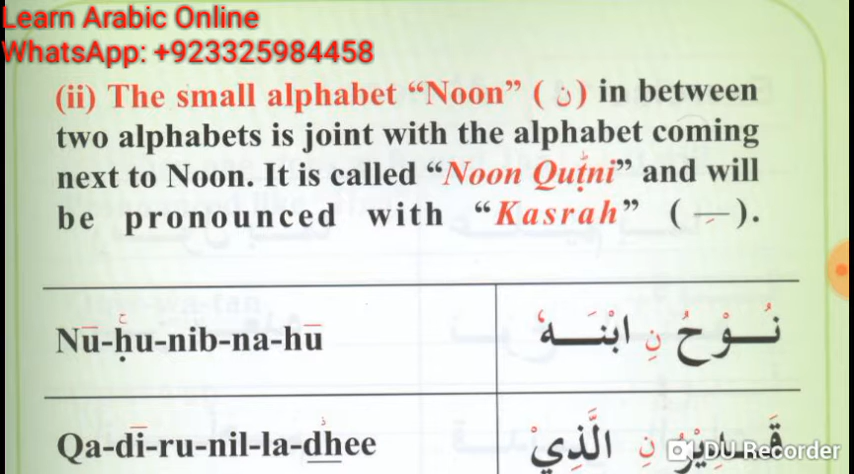 Learn Arabic Online
WhatsApp: +923325984458
(ii) The small alphabet “Noon” ( ن ) in between
two alphabets is joint with the alphabet coming
next to Noon. It is called “Noon Quṭni” and will
be pronounced with “Kasrah” ( —ِ ).
Nū-ḥu-nib-na-hū نُــوْحُ نِ ابْنَــهٗ
Qa-dī-ru-nil-la-dhee قَــدِيْرُ نِ الَّذِيْ
DU Recorder